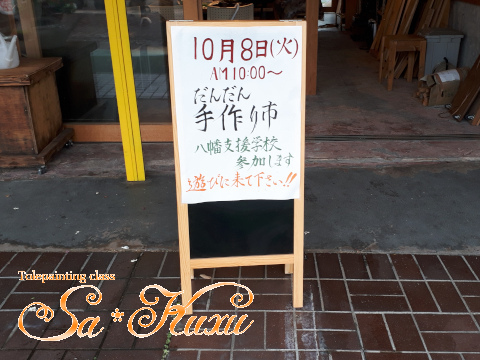 10月8日(火)
AM10:00～
だんだん
手作り市
八幡支援学校
参加します
遊びに来て下さい!!
Tolepainting class
Sa*Kuxu